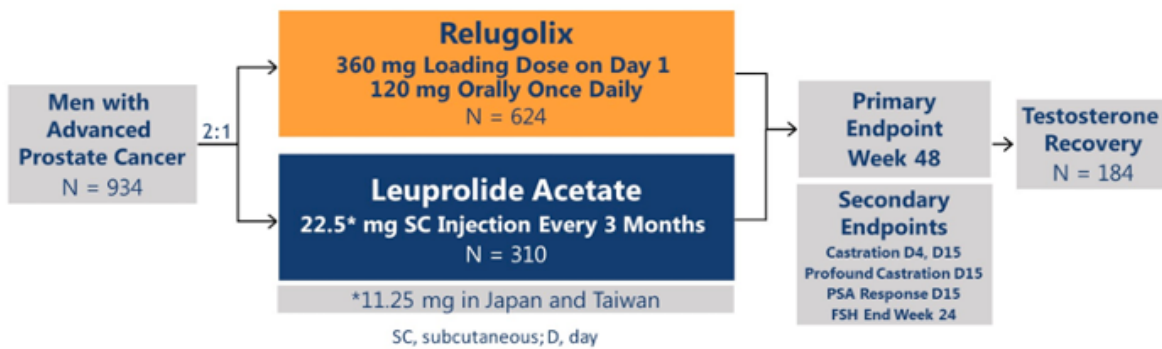 Men with
Advanced
Prostate Cancer
N = 934
2:1
Relugolix
360 mg Loading Dose on Day 1
120 mg Orally Once Daily
N = 624
Leuprolide Acetate
22.5* mg SC Injection Every 3 Months
N = 310
*11.25 mg in Japan and Taiwan
SC, subcutaneous; D, day
Primary
Endpoint
Week 48
Secondary
Endpoints
Castration D4, D15
Profound Castration D15
PSA Response D15
FSH End Week 24
Testosterone
Recovery
N = 184